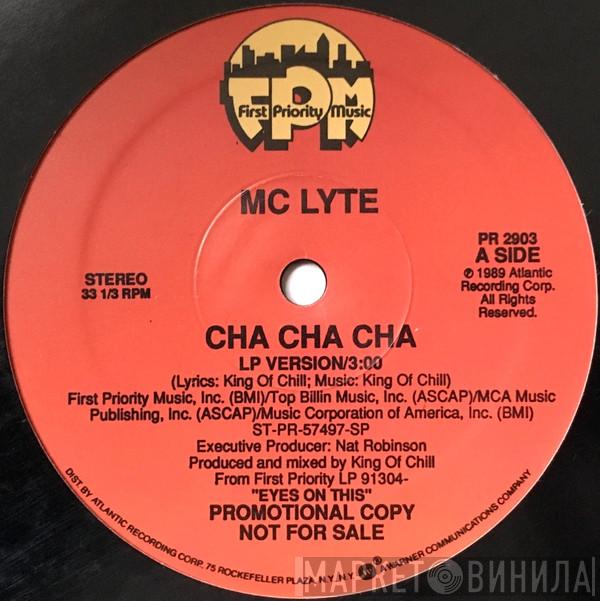 FPM
First Priority Music
MC LYTE
STEREO
33 1/3 RPM
PR 2903
A SIDE
℗ 1989 Atlantic
Recording Corp.
All Rights
Reserved.
CHA CHA CHA
LP VERSION/3:00
(Lyrics: King Of Chill; Music: King Of Chill)
First Priority Music, Inc. (BMI)/Top Billin Music, Inc. (ASCAP)/MCA Music
Publishing, Inc. (ASCAP)/Music Corporation of America, Inc. (BMI)
ST-PR-57497-SP
Executive Producer: Nat Robinson
Produced and mixed by King Of Chill
From First Priority LP 91304-
"EYES ON THIS"
PROMOTIONAL COPY
NOT FOR SALE
DIST. BY ATLANTIC RECORDING CORP. 75 ROCKEFELLER PLAZA, N.Y., N.Y. ® A WARNER COMMUNICATIONS COMPANY
МАРКЕТ ВИНИЛА